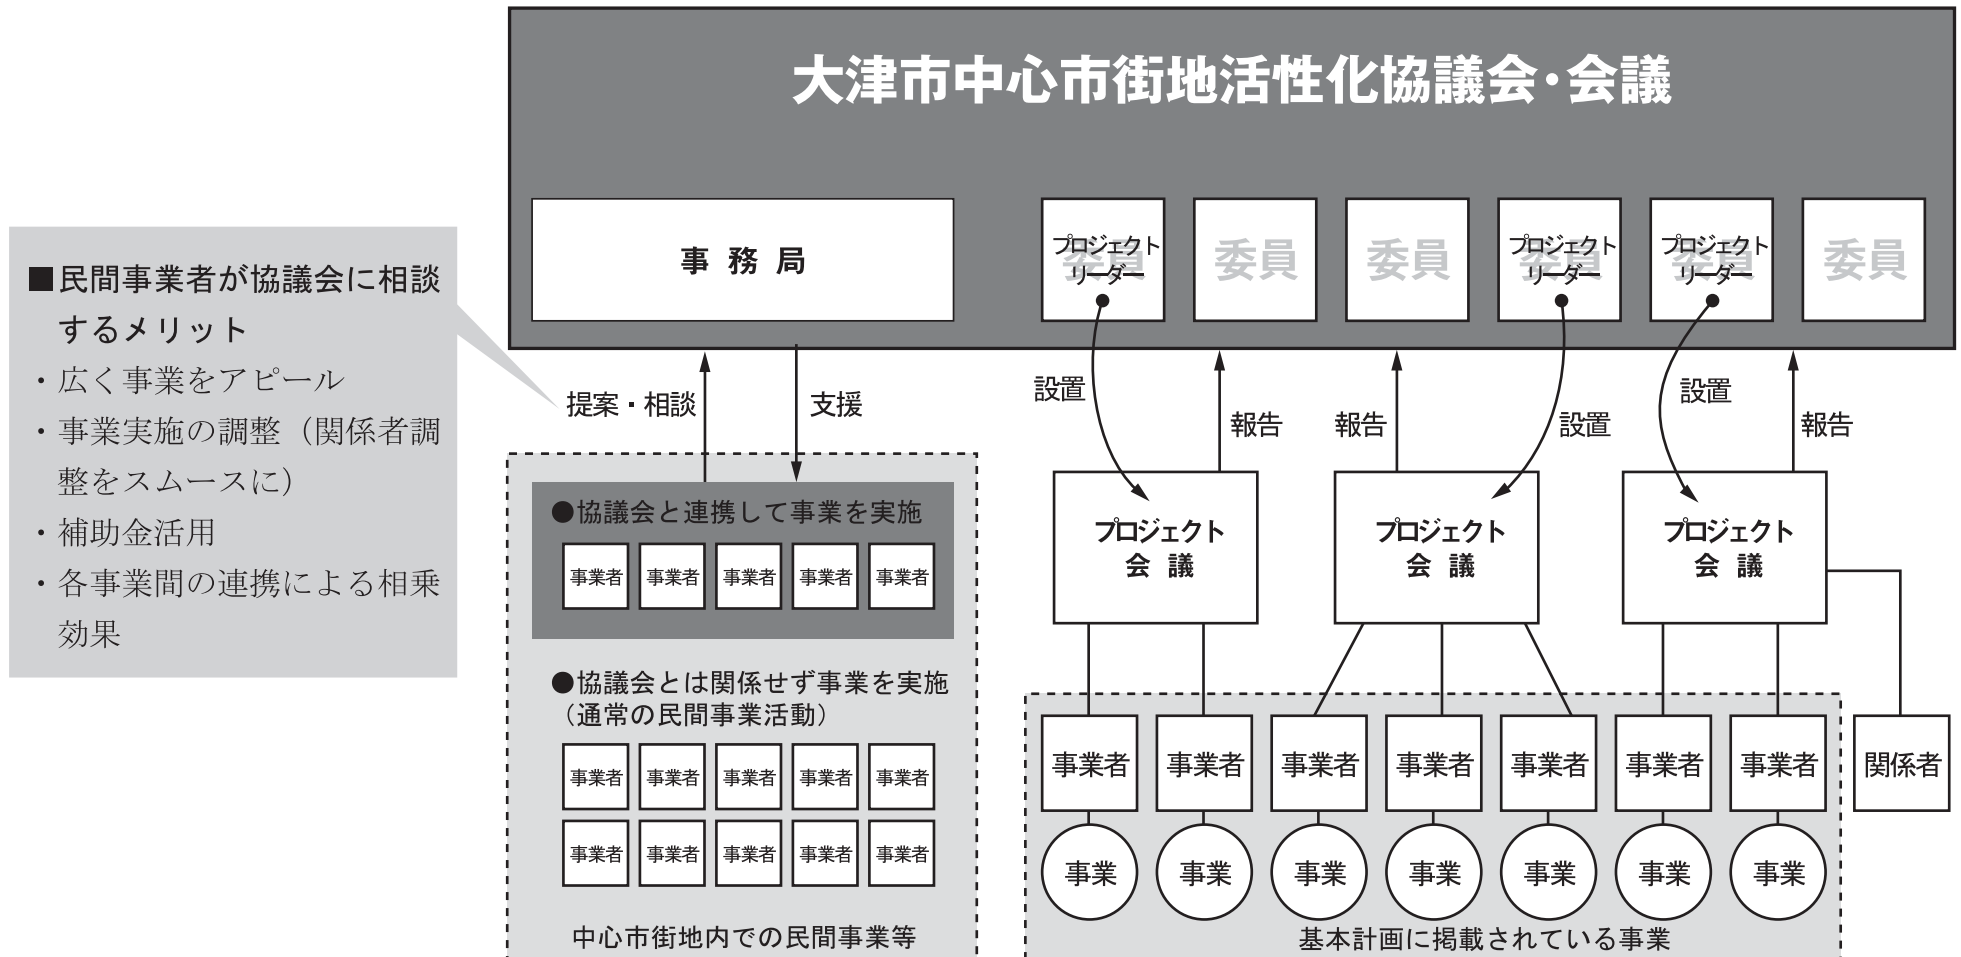 大津市中心市街地活性化協議会・会議
事務局
プロジェクト
リーダー
委員
委員
委員
プロジェクト
リーダー
委員
プロジェクト
リーダー
委員
委員
■民間事業者が協議会に相談
するメリット
・広く事業をアピール
・事業実施の調整（関係者調
整をスムースに）
・補助金活用
・各事業間の連携による相乗
効果
提案・相談
支援
設置
報告
報告
設置
設置
報告
●協議会と連携して事業を実施
事業者 事業者 事業者 事業者 事業者
●協議会とは関係せず事業を実施
（通常の民間事業活動）
事業者 事業者 事業者 事業者 事業者
事業者 事業者 事業者 事業者 事業者
中心市街地内での民間事業等
プロジェクト
会議
プロジェクト
会議
プロジェクト
会議
事業者 事業者 事業者 事業者 事業者 事業者 事業者 関係者
事業 事業 事業 事業 事業 事業 事業
基本計画に掲載されている事業